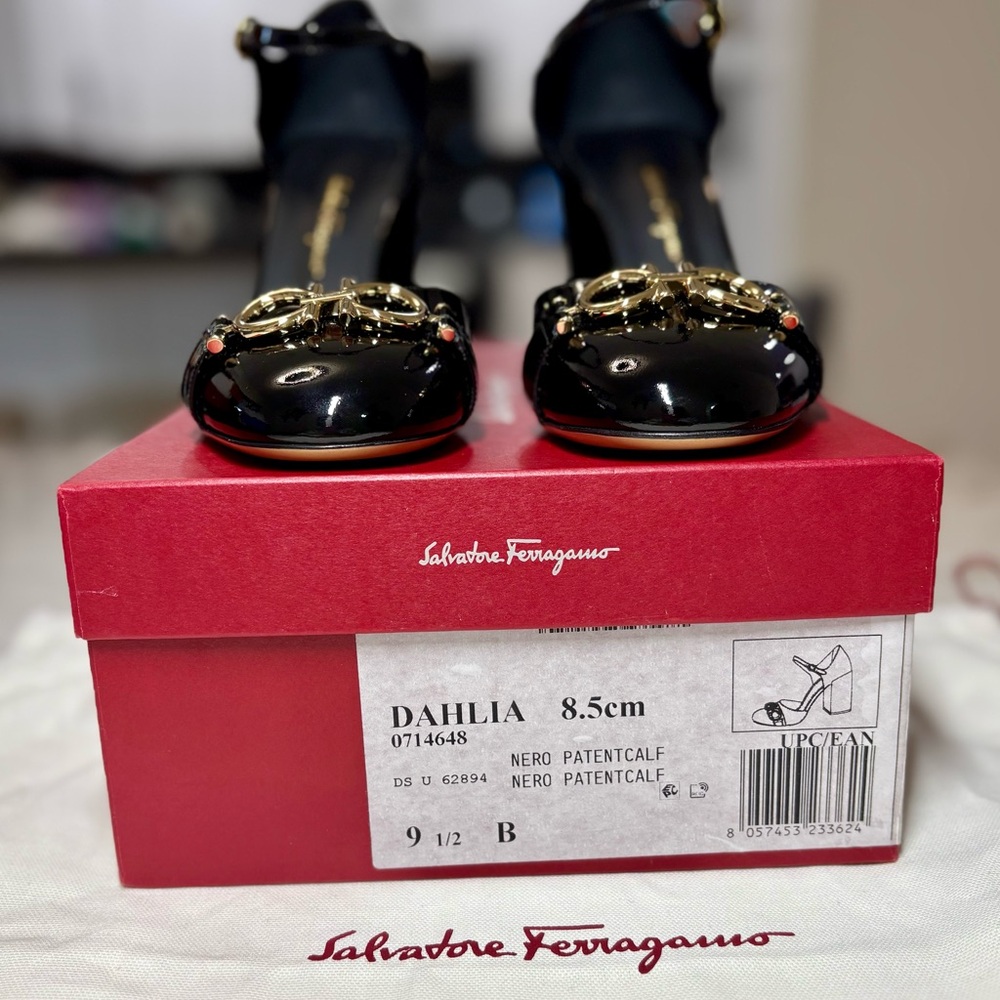 Salvatore Ferragamo
DAHLIA 8.5cm
0714648
UPC/EAN
NERO PATENTCALF
DS U 62894 NERO PATENTCALF
9 1/2 B
8 057453 233624
Salvatore Ferragamo